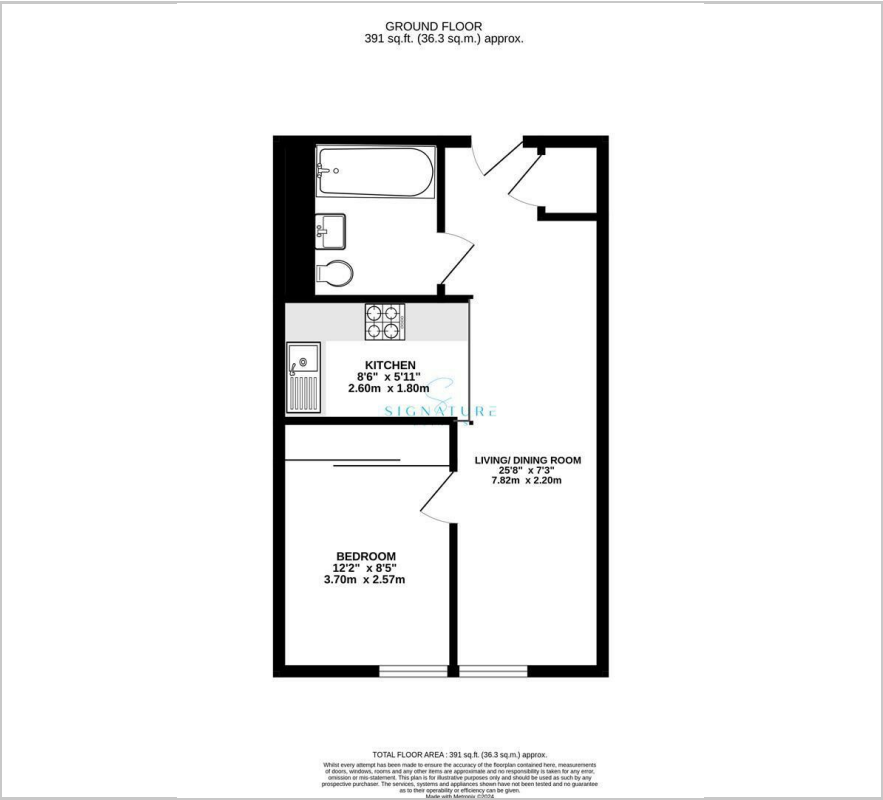 GROUND FLOOR
391 sq.ft. (36.3 sq.m.) approx.
KITCHEN
8'6" x 5'11"
2.60m x 1.80m
SIGNATURE
LIVING/ DINING ROOM
25'8" x 7'3"
7.82m x 2.20m
BEDROOM
12'2" x 8'5"
3.70m x 2.57m
TOTAL FLOOR AREA : 391 sq.ft. (36.3 sq.m.) approx.
Whilst every attempt has been made to ensure the accuracy of the floorplan contained here, measurements
of doors, windows, rooms and any other items are approximate and no responsibility is taken for any error,
omission or mis-statement. This plan is for illustrative purposes only and should be used as such by any
prospective purchaser. The services, systems and appliances shown have not been tested and no guarantee
as to their operability or efficiency can be given.
Made with Metropix ©2024